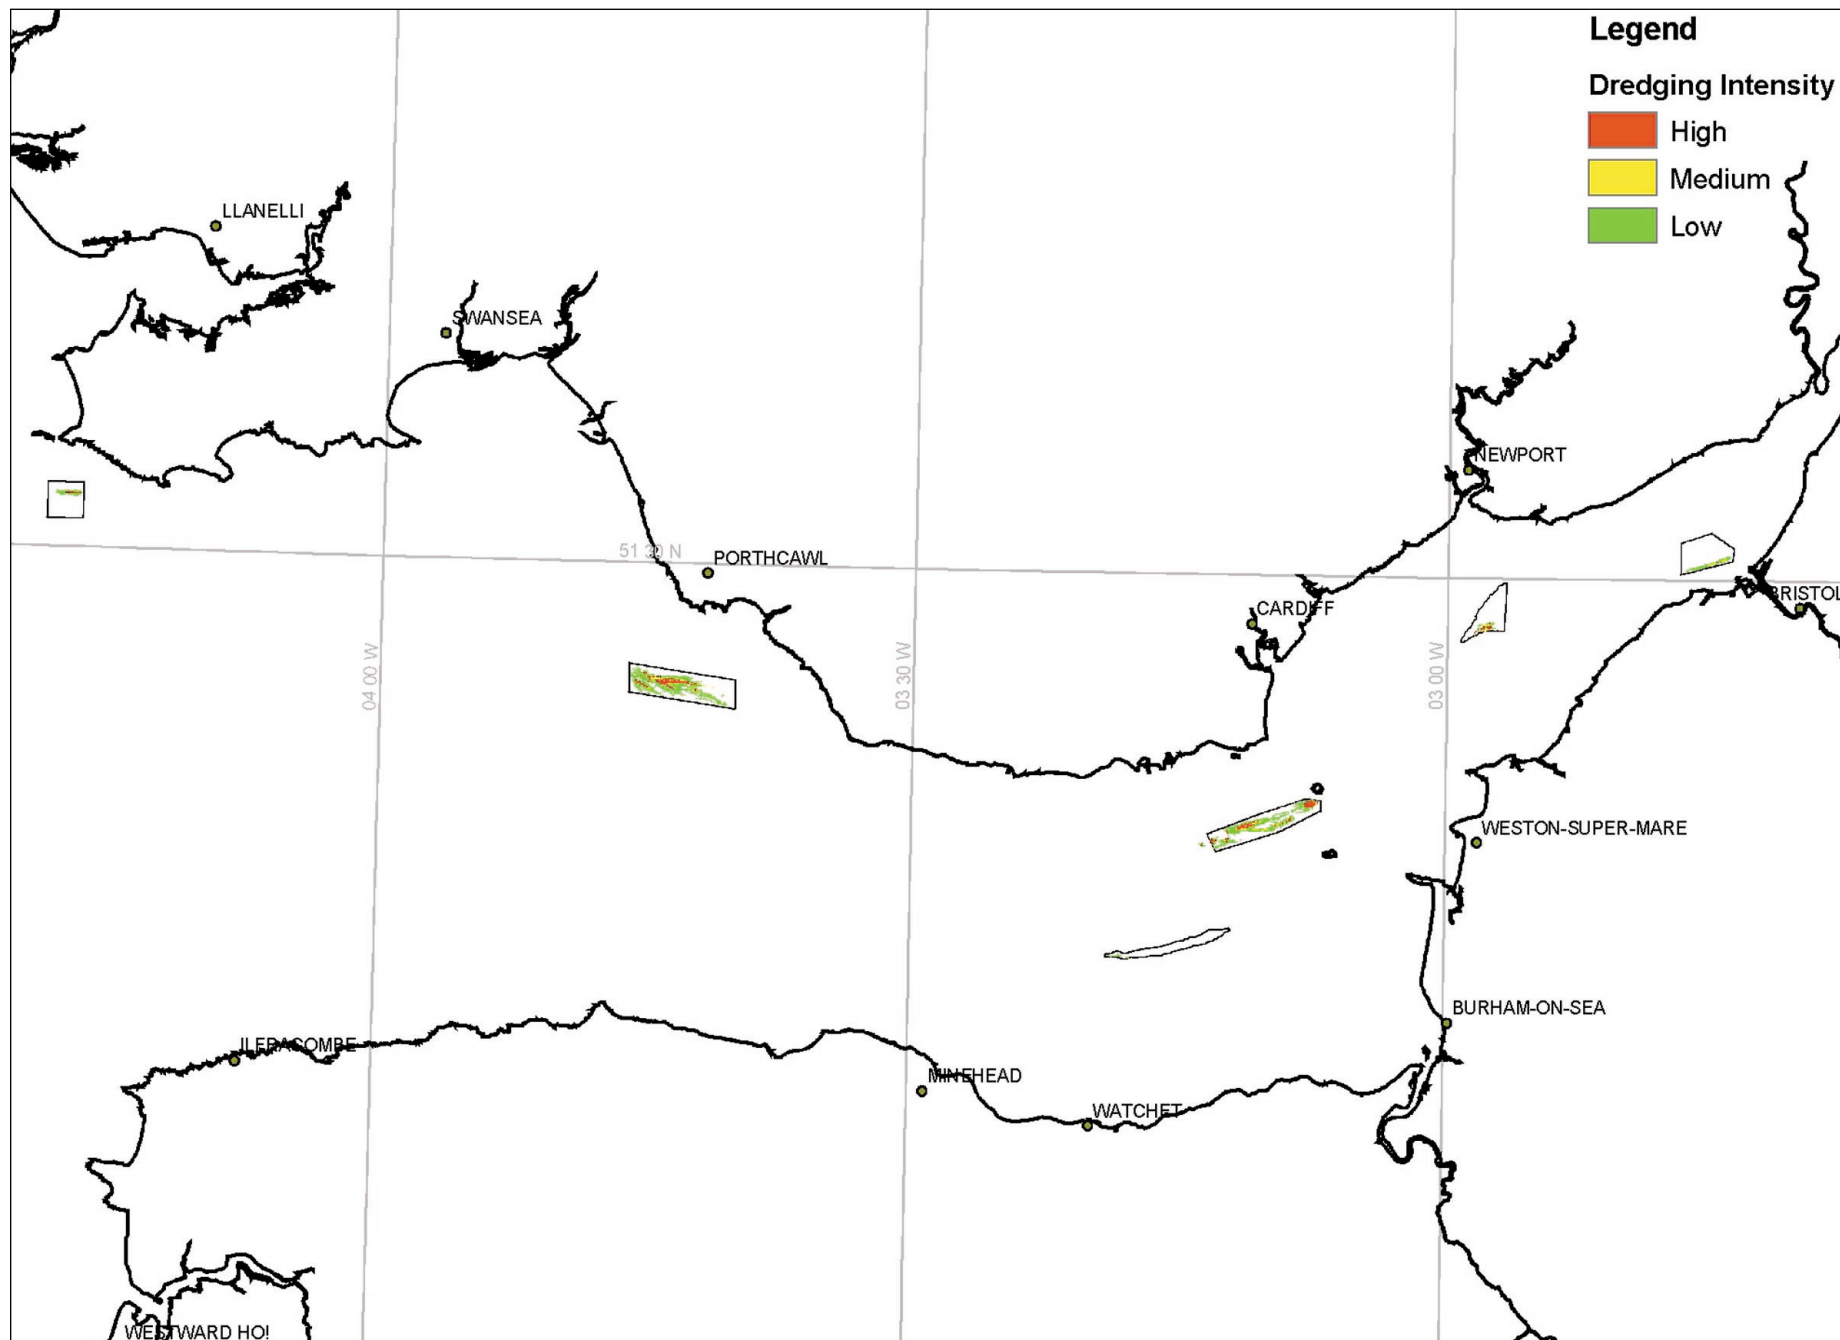 Legend
Dredging Intensity
High
Medium
Low
LLANELLI
SWANSEA
NEWPORT
51 30 N
PORTHCAWL
BRISTOL
CARDIFF
04 00 W
03 30 W
03 00 W
WESTON-SUPER-MARE
BURHAM-ON-SEA
ILFRACOMBE
MINEHEAD
WATCHET
WESTWARD HO!